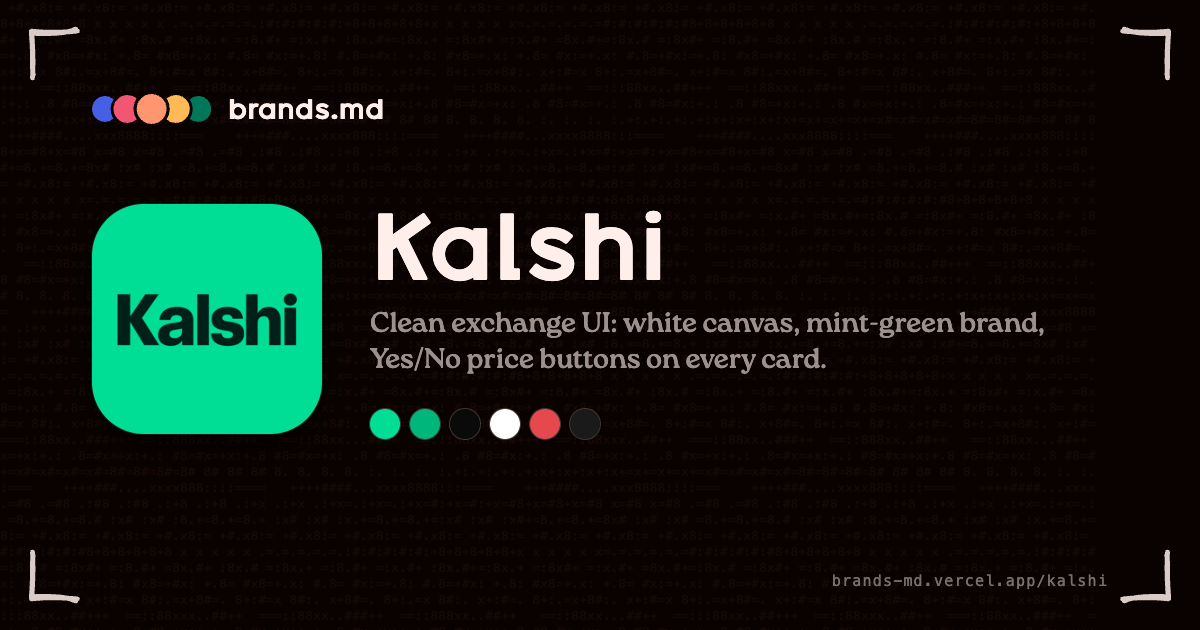 brands.md
Kalshi
Kalshi
Clean exchange UI: white canvas, mint-green brand,
Yes/No price buttons on every card.
brands-md.vercel.app/kalshi